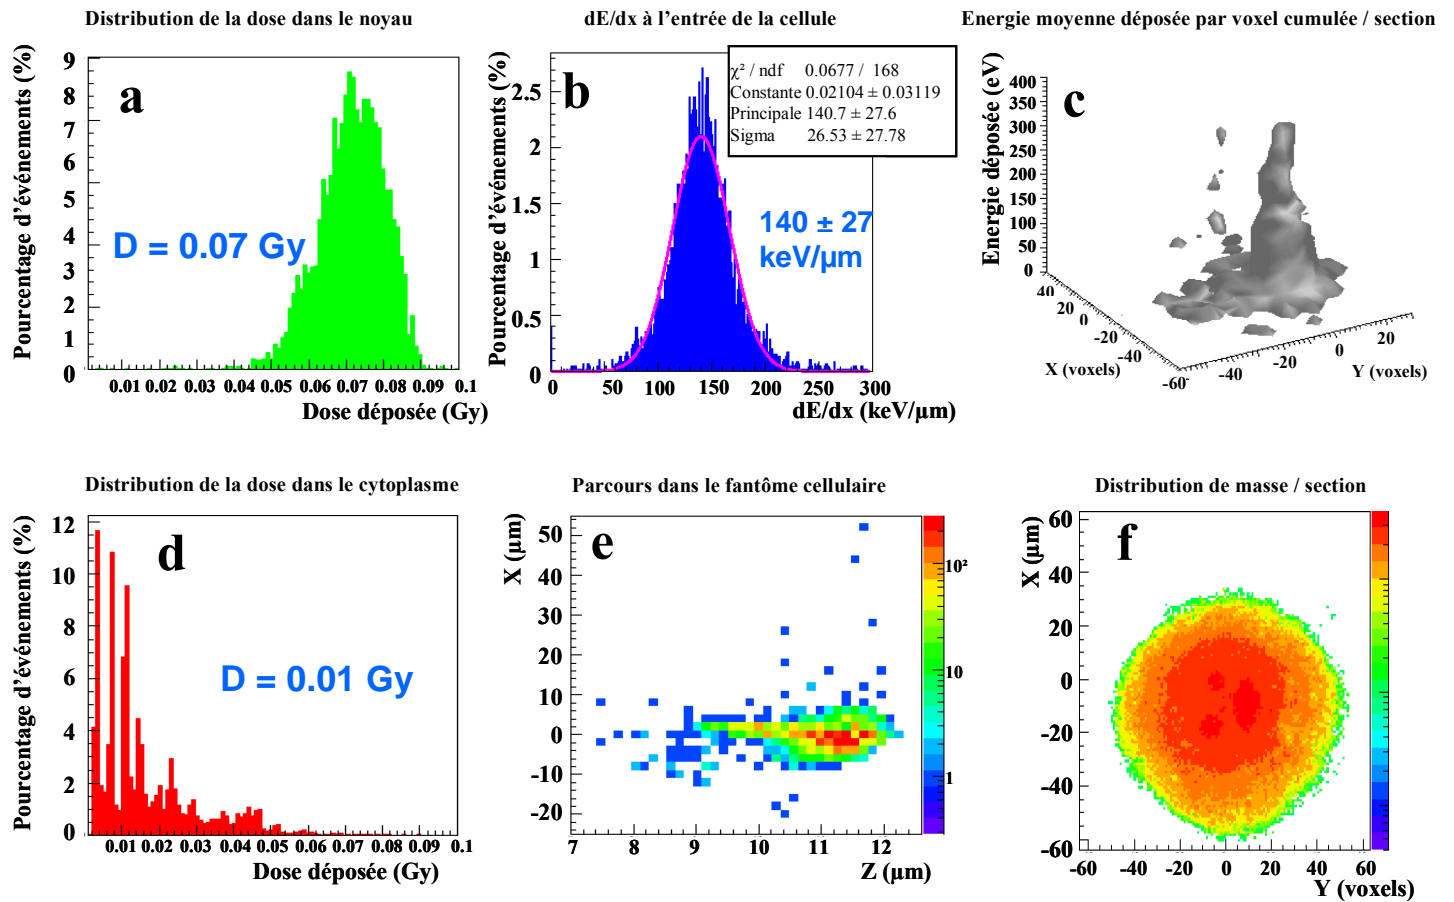 Distribution de la dose dans le noyau
Pourcentage d'événements (%)
9
8
7
6
5
4
3
2
1
0
a
D = 0.07 Gy
0.01 0.02 0.03 0.04 0.05 0.06 0.07 0.08 0.09 0.1
Dose déposée (Gy)
dE/dx à l'entrée de la cellule
Pourcentage d'événements (%)
2.5
2
1.5
1
0.5
0
b
χ² / ndf 0.0677 / 168
Constante 0.02104 ± 0.03119
Principale 140.7 ± 27.6
Sigma 26.53 ± 27.78
140 ± 27
keV/µm
0 50 100 150 200 250 300
dE/dx (keV/µm)
Energie moyenne déposée par voxel cumulée / section
Energie déposée (eV)
400
350
300
250
200
150
100
50
0
c
40
20
0
-20
-40
-60
X (voxels)
-40
-20
0
20
Y (voxels)
Distribution de la dose dans le cytoplasme
Pourcentage d'événements (%)
12
10
8
6
4
2
0
d
D = 0.01 Gy
0.01 0.02 0.03 0.04 0.05 0.06 0.07 0.08 0.09 0.1
Dose déposée (Gy)
Parcours dans le fantôme cellulaire
X (µm)
50
40
30
20
10
0
-10
-20
e
10²
10
1
7 8 9 10 11 12
Z (µm)
Distribution de masse / section
X (µm)
60
40
20
0
-20
-40
-60
f
-60 -40 -20 0 20 40 60
Y (voxels)